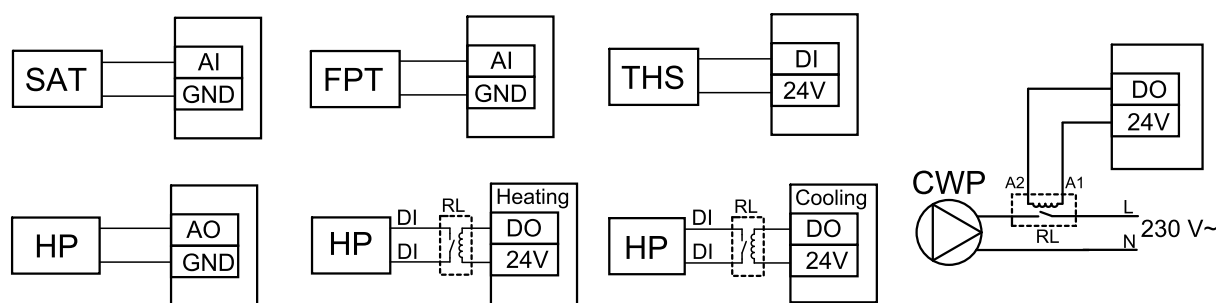 SAT
AI
GND
FPT
AI
GND
THS
DI
24V
DO
24V
CWP
A2
A1
RL
L
N
230 V~
HP
AO
GND
HP
DI
DI
RL
Heating
DO
24V
HP
DI
DI
RL
Cooling
DO
24V